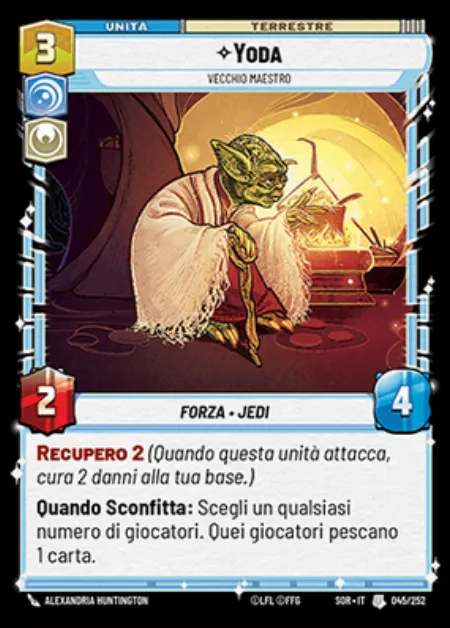 UNITÀ
TERRESTRE
3
✧YODA
VECCHIO MAESTRO
2
FORZA • JEDI
4
RECUPERO 2 (Quando questa unità attacca,
cura 2 danni alla tua base.)
Quando Sconfitta: Scegli un qualsiasi
numero di giocatori. Quei giocatori pescano
1 carta.
ALEXANDRIA HUNTINGTON
©LFL ©FFG
SOR • IT
045/252